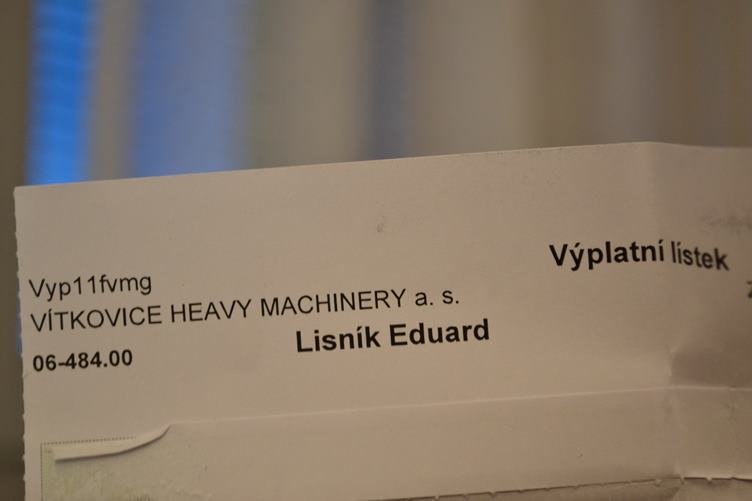 Výplatní lístek
Vyp11fvmg
VÍTKOVICE HEAVY MACHINERY a. s.
06-484.00
Lisník Eduard